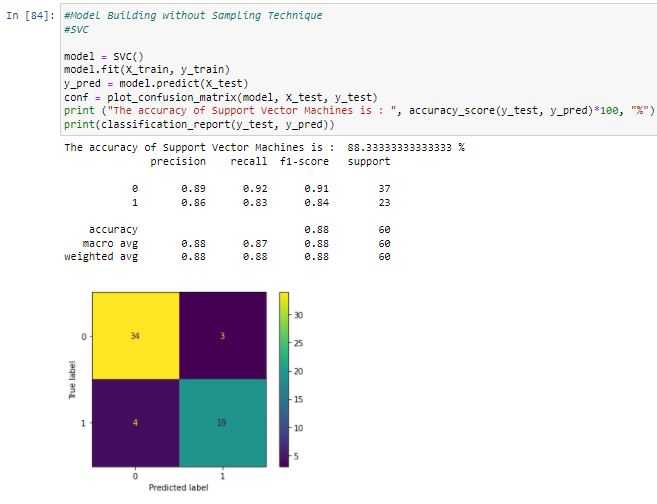 In [84]: #Model Building without Sampling Technique
#SVC
model = SVC()
model.fit(X_train, y_train)
y_pred = model.predict(X_test)
conf = plot_confusion_matrix(model, X_test, y_test)
print ("The accuracy of Support Vector Machines is : ", accuracy_score(y_test, y_pred)*100, "%")
print(classification_report(y_test, y_pred))
The accuracy of Support Vector Machines is :  88.33333333333333 %
precision recall f1-score support
0 0.89 0.92 0.91 37
1 0.86 0.83 0.84 23
accuracy 0.88 60
macro avg 0.88 0.87 0.88 60
weighted avg 0.88 0.88 0.88 60
0 34 3
1 4 19
True label
0 1
Predicted label
30
25
20
15
10
5